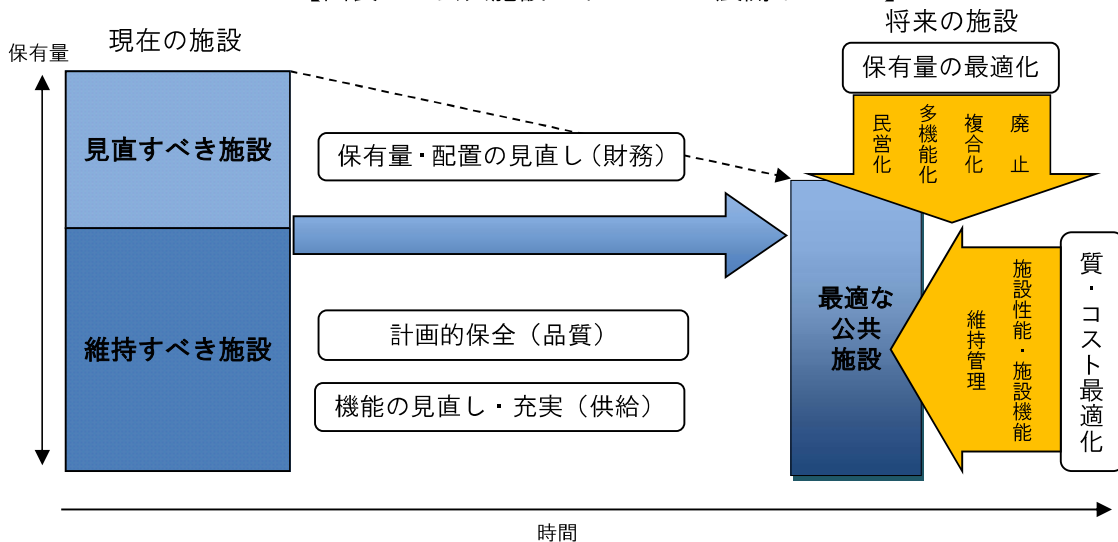 現在の施設
将来の施設
保有量
保有量の最適化
見直すべき施設
保有量・配置の見直し(財務)
民営化
多機能化
複合化
廃止
維持すべき施設
計画的保全（品質）
機能の見直し・充実（供給）
最適な
公共
施設
維持管理
施設性能・施設機能
質・コスト最適化
時間